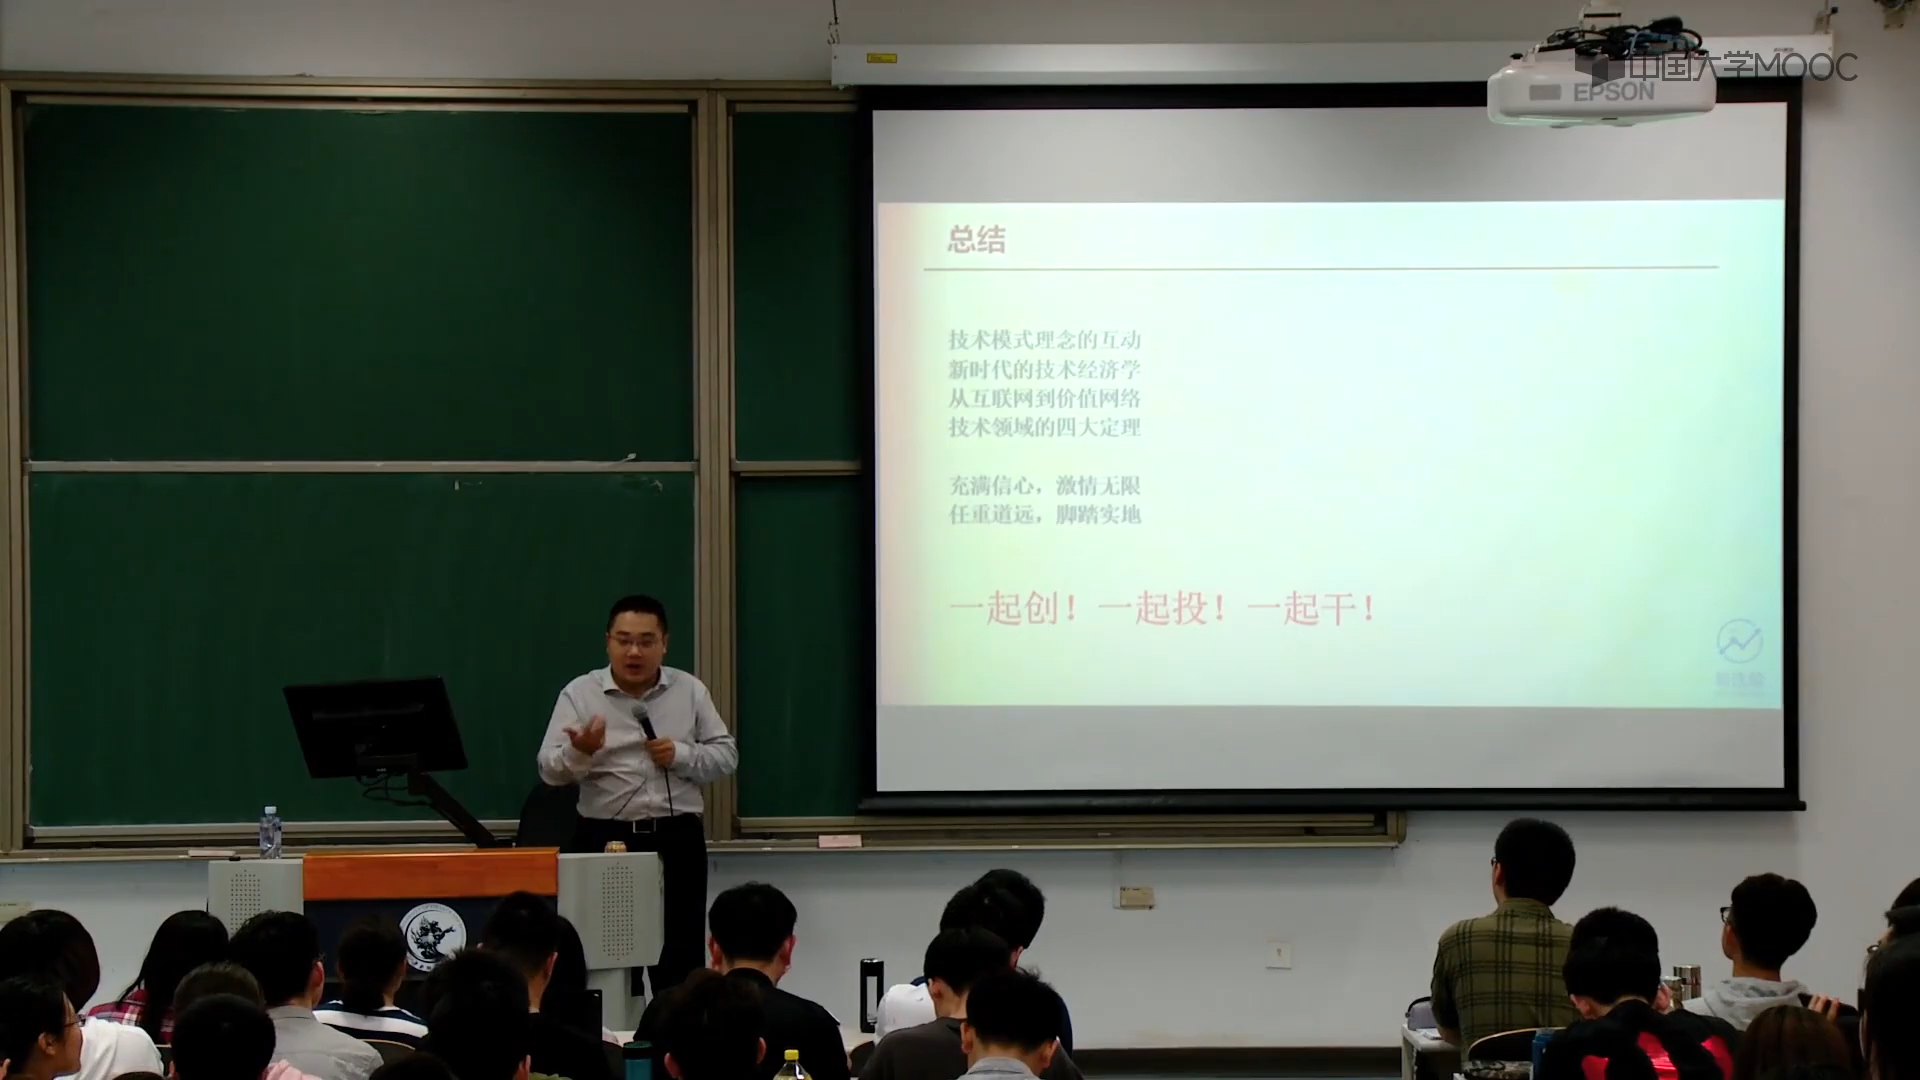 中国大学MOOC
EPSON
总结
技术模式理念的互动
新时代的技术经济学
从互联网到价值网络
技术领域的四大定理
充满信心，激情无限
任重道远，脚踏实地
一起创！一起投！一起干！